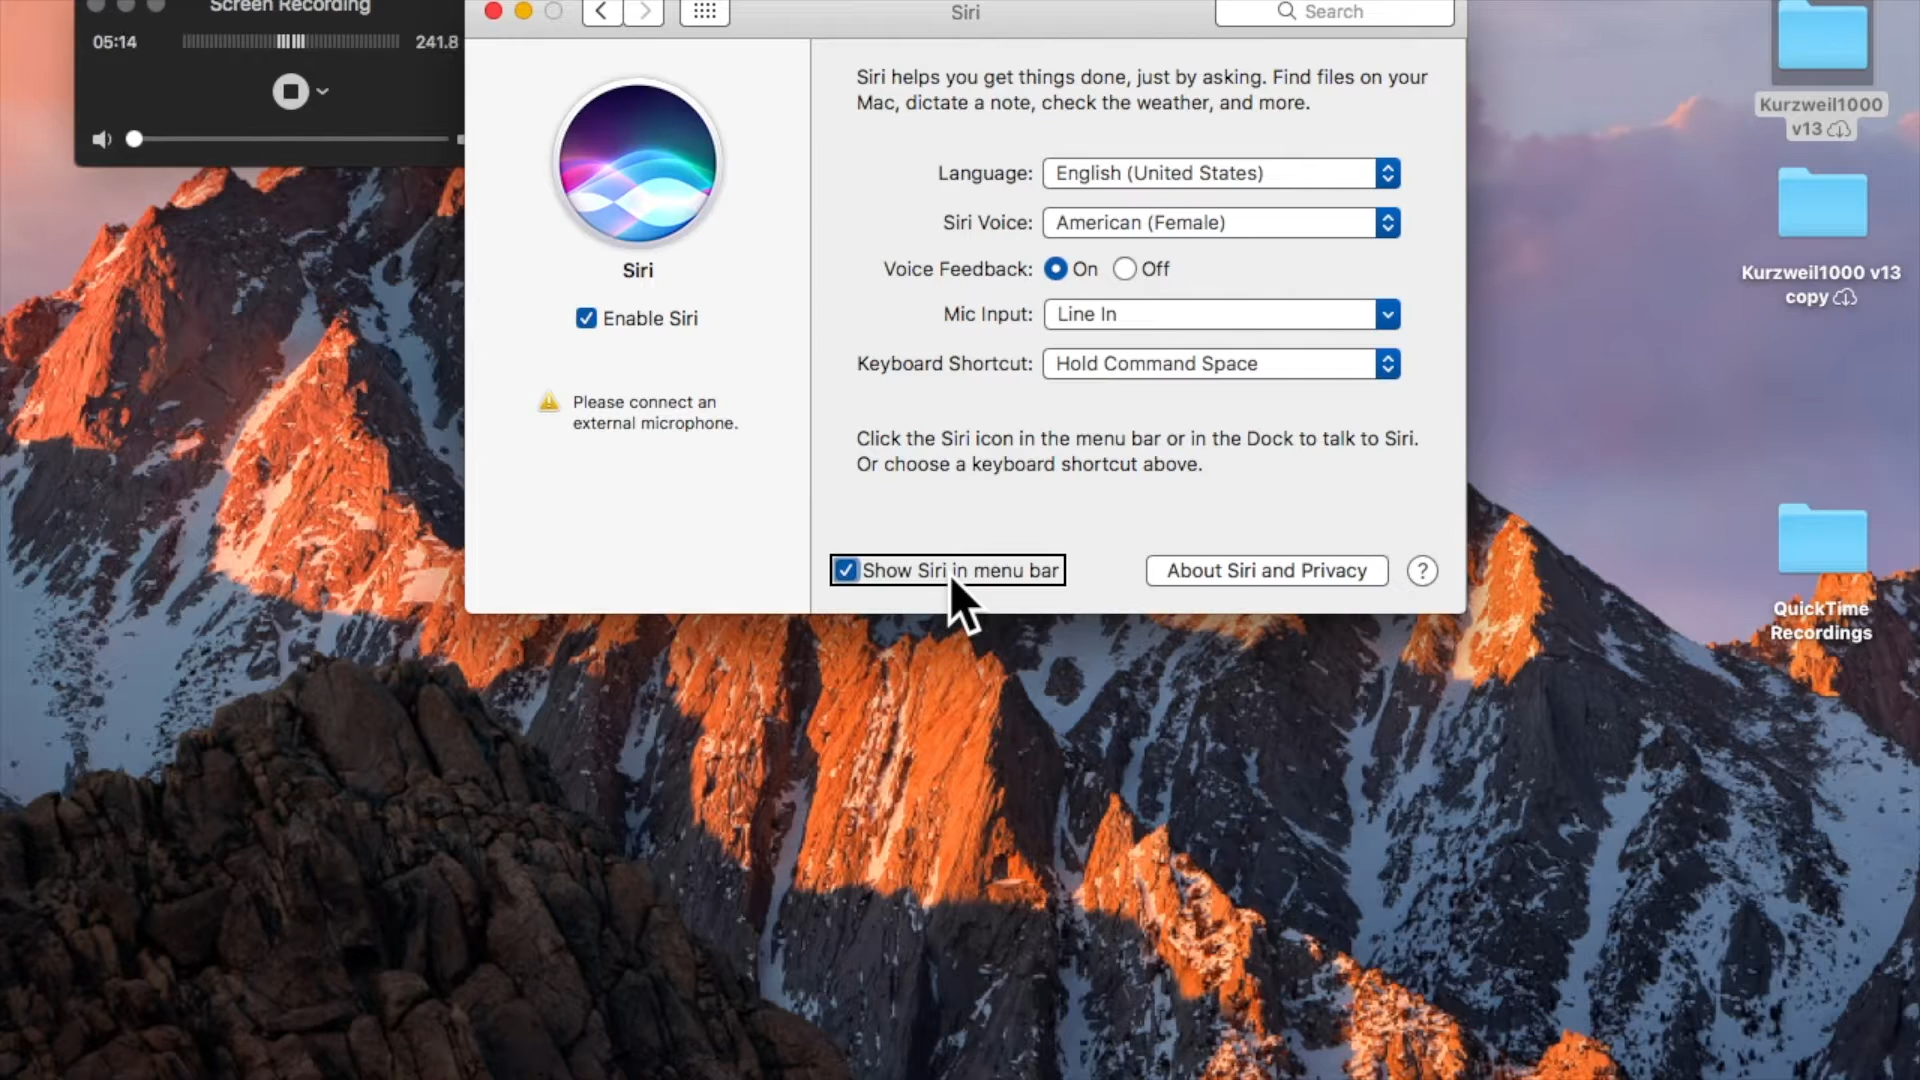 Screen Recording
05:14
241.8
Siri
Search
Siri helps you get things done, just by asking. Find files on your
Mac, dictate a note, check the weather, and more.
Siri
Enable Siri
Please connect an
external microphone.
Language: English (United States)
Siri Voice: American (Female)
Voice Feedback: On Off
Mic Input: Line In
Keyboard Shortcut: Hold Command Space
Click the Siri icon in the menu bar or in the Dock to talk to Siri.
Or choose a keyboard shortcut above.
Show Siri in menu bar
About Siri and Privacy
?
Kurzweil1000
v13
Kurzweil1000 v13
copy
QuickTime
Recordings